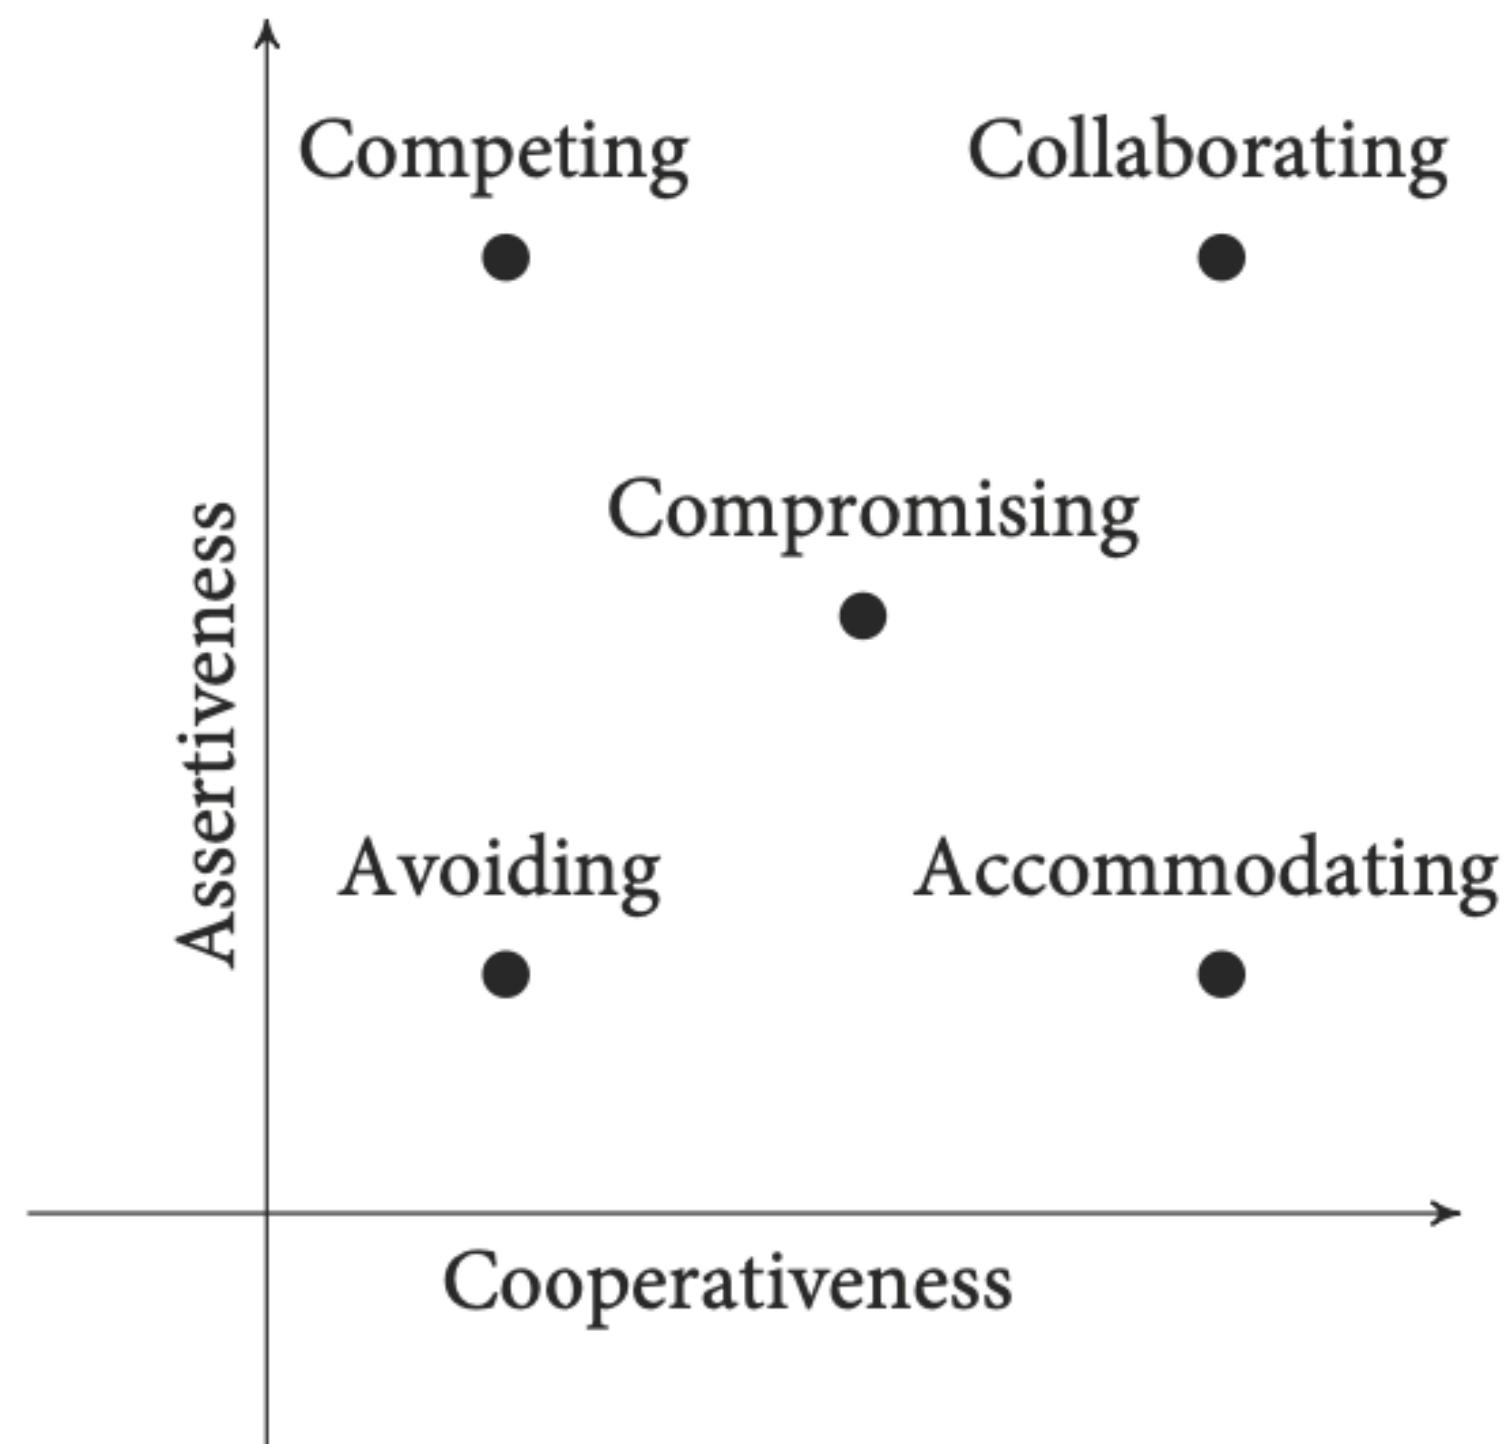 Competing
Collaborating
Compromising
Assertiveness
Avoiding
Accommodating
Cooperativeness